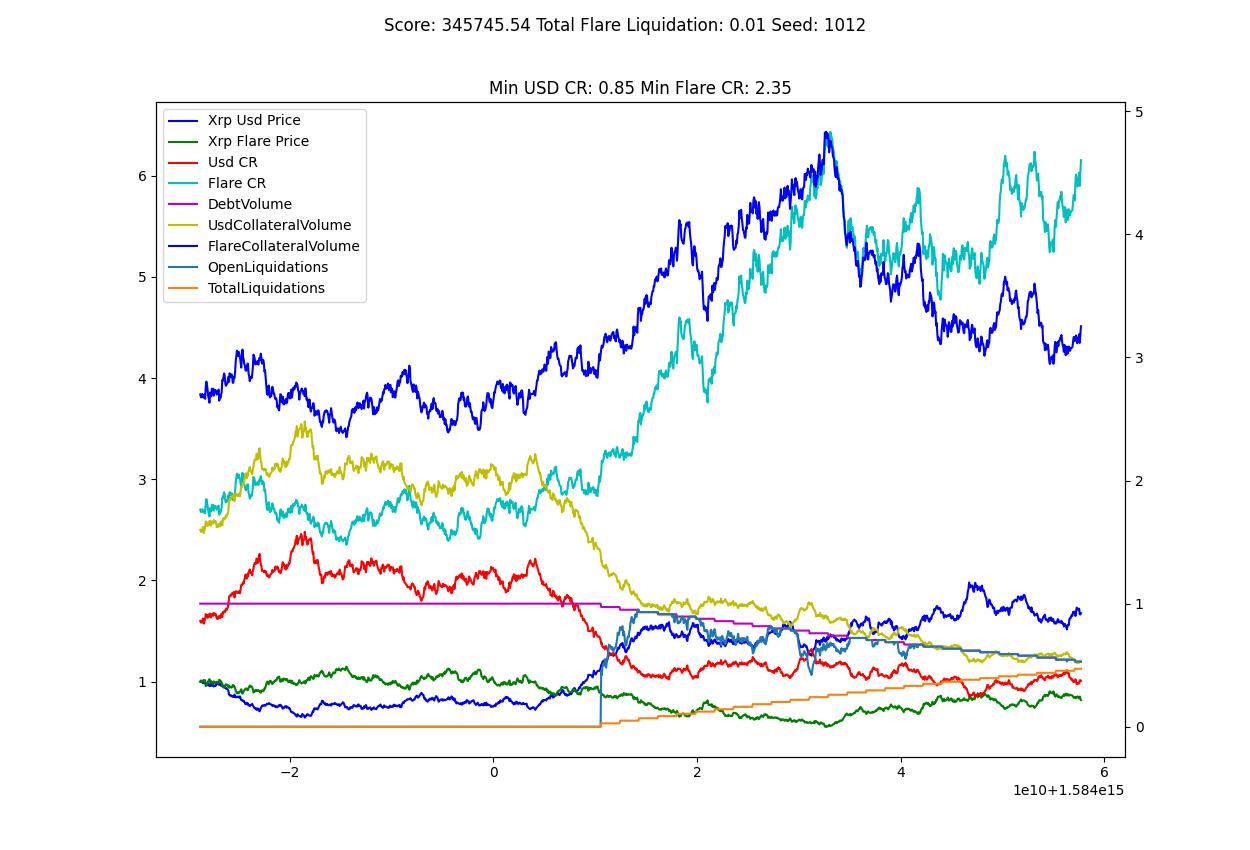 Score: 345745.54 Total Flare Liquidation: 0.01 Seed: 1012
Min USD CR: 0.85 Min Flare CR: 2.35
Xrp Usd Price
Xrp Flare Price
Usd CR
Flare CR
DebtVolume
UsdCollateralVolume
FlareCollateralVolume
OpenLiquidations
TotalLiquidations
6
5
4
3
2
1
5
4
3
2
1
0
−2
0
2
4
6
1e10+1.584e15